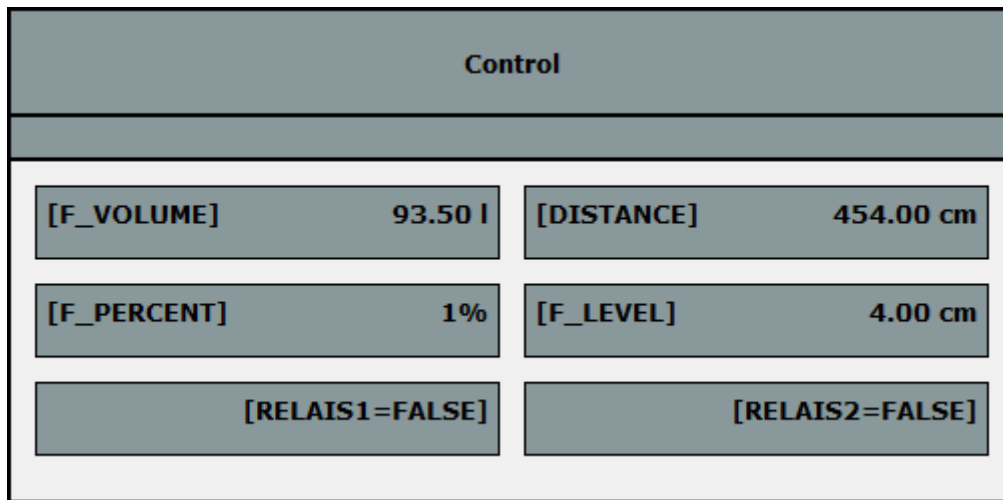 Control
[F_VOLUME] 93.50 l
[DISTANCE] 454.00 cm
[F_PERCENT] 1%
[F_LEVEL] 4.00 cm
[RELAIS1=FALSE]
[RELAIS2=FALSE]